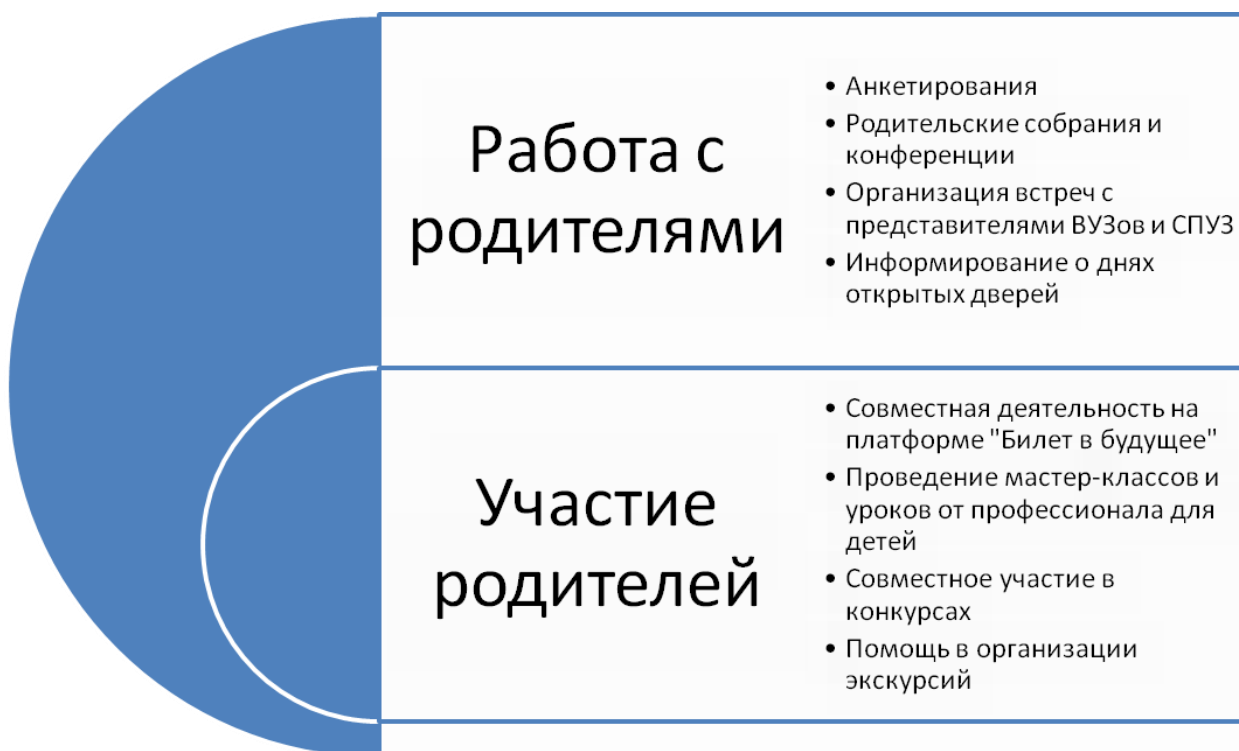 Работа с
родителями
• Анкетирования
• Родительские собрания и
конференции
• Организация встреч с
представителями ВУЗов и СПУЗ
• Информирование о днях
открытых дверей
Участие
родителей
• Совместная деятельность на
платформе "Билет в будущее"
• Проведение мастер-классов и
уроков от профессионала для
детей
• Совместное участие в
конкурсах
• Помощь в организации
экскурсий